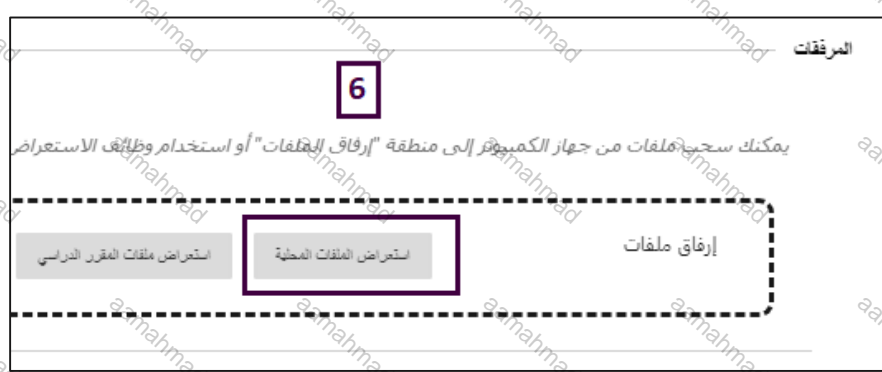 المرفقات
6
يمكنك سحب ملفات من جهاز الكمبيوتر إلى منطقة "إرفاق الملفات" أو استخدام وظائف الاستعراض
إرفاق ملفات
استعراض الملفات المحلية
استعراض ملفات المقرر الدراسي
aamahmad